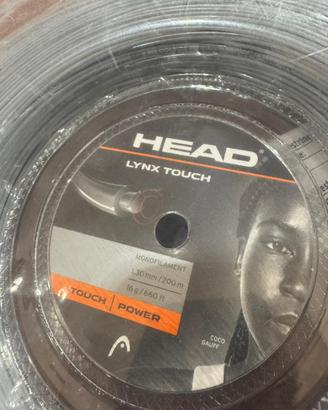 HEAD
LYNX TOUCH
MONOFILAMENT
1.30 mm / 200 m
16 g / 660 ft
TOUCH | POWER
COCO
GAUFF